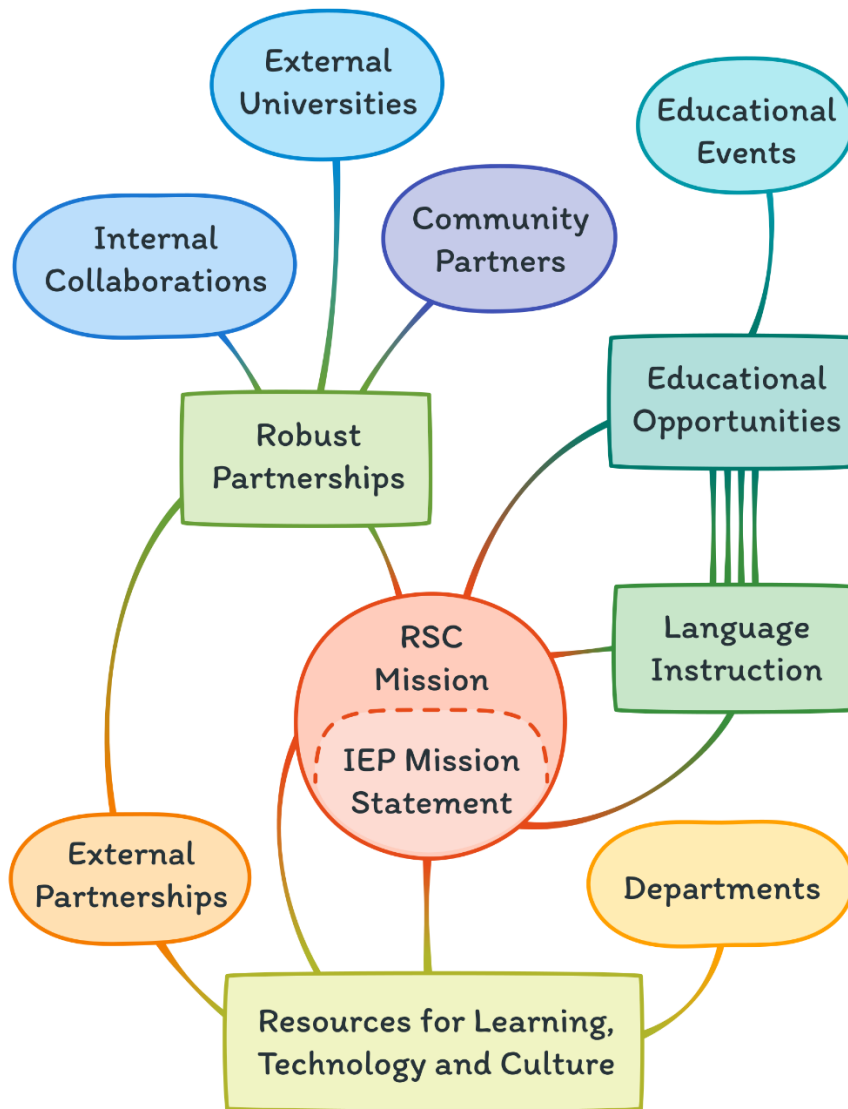 External
Universities
Educational
Events
Internal
Collaborations
Community
Partners
Educational
Opportunities
Robust
Partnerships
RSC
Mission
Language
Instruction
IEP Mission
Statement
External
Partnerships
Departments
Resources for Learning,
Technology and Culture